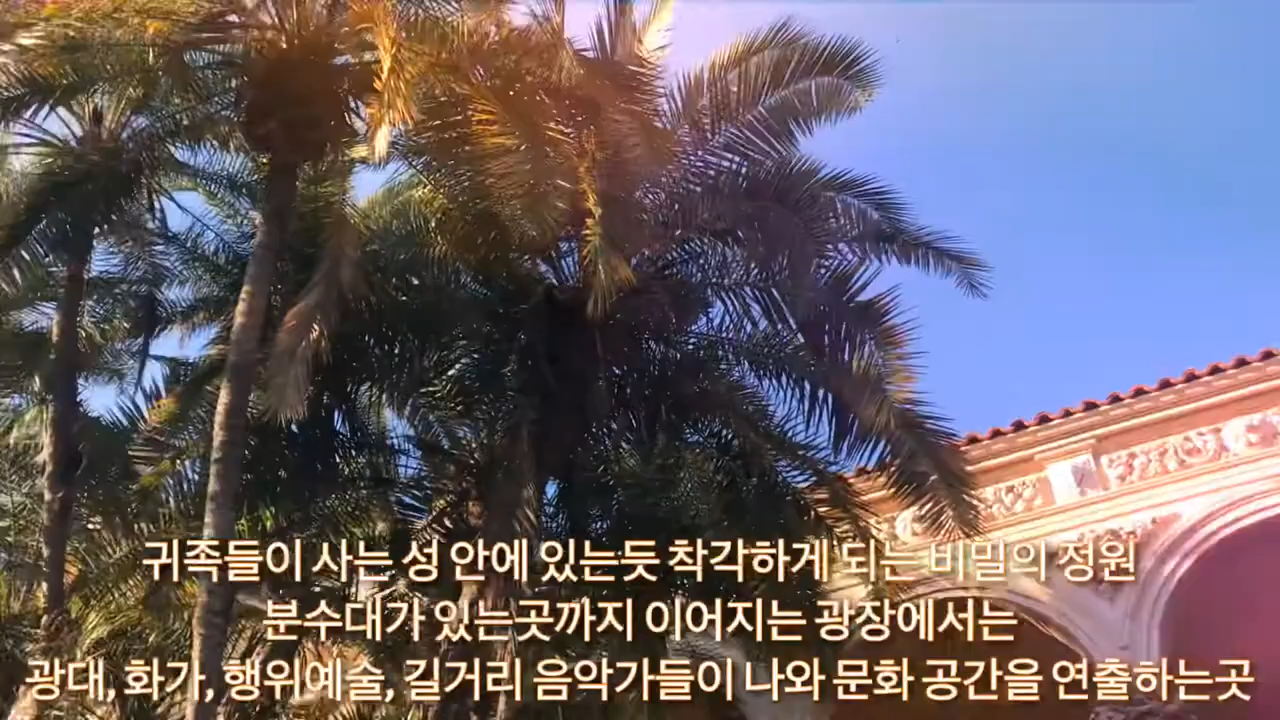 귀족들이 사는 성 안에 있는듯 착각하게 되는 비밀의 정원
분수대가 있는곳까지 이어지는 광장에서는
광대, 화가, 행위예술, 길거리 음악가들이 나와 문화 공간을 연출하는곳